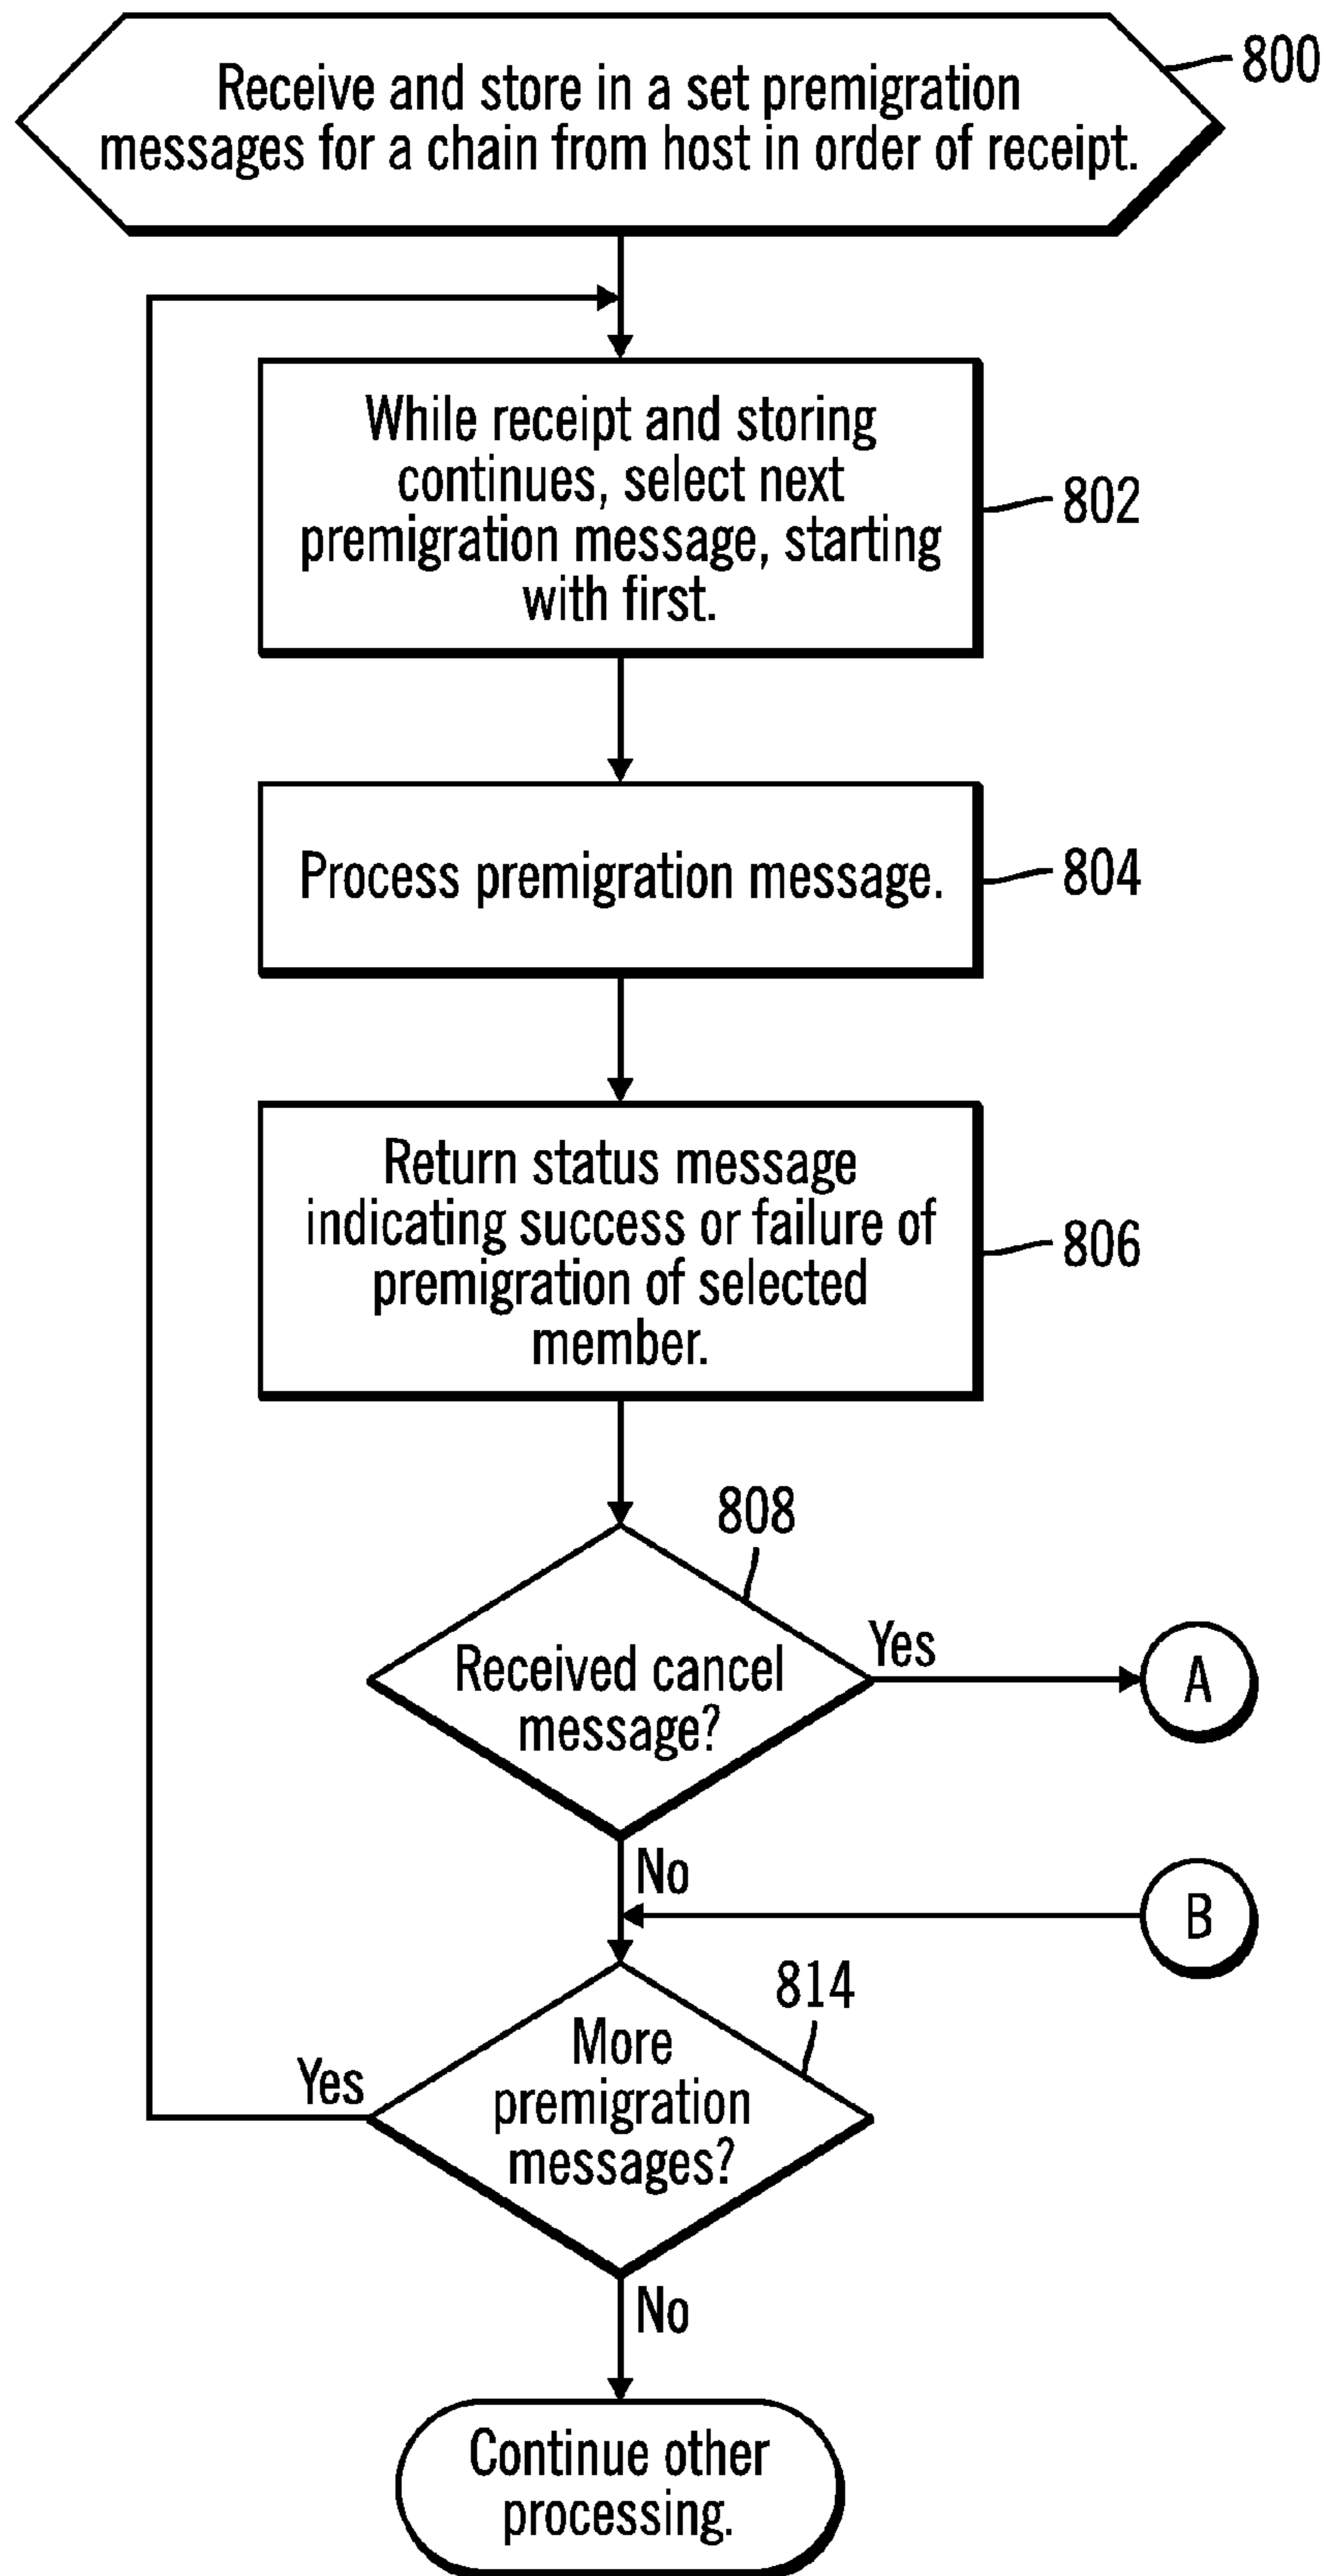 Receive and store in a set premigration
messages for a chain from host in order of receipt.
800
While receipt and storing
continues, select next
premigration message, starting
with first.
802
Process premigration message.
804
Return status message
indicating success or failure of
premigration of selected
member.
806
808
Received cancel
message?
Yes
A
No
B
814
More
premigration
messages?
Yes
No
Continue other
processing.